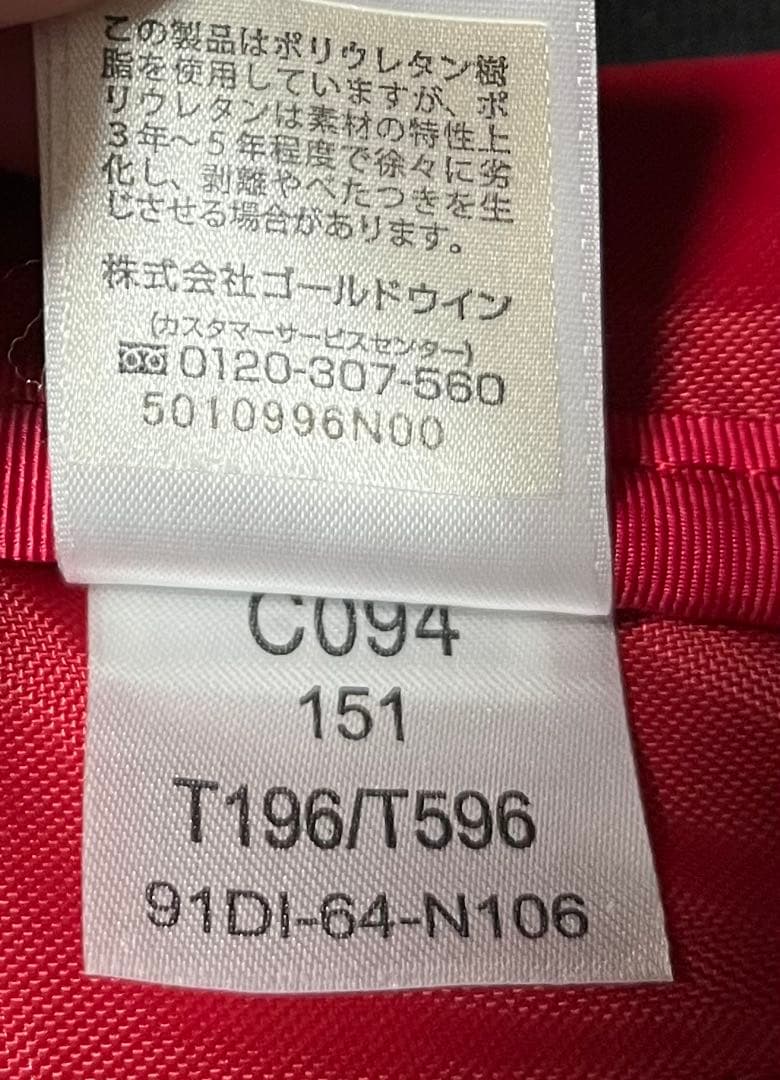 この製品はポリウレタン樹
脂を使用していますが、ポ
リウレタンは素材の特性上
3年～5年程度で徐々に劣
化し、剥離やべたつきを生
じさせる場合があります。
株式会社ゴールドウイン
(カスタマーサービスセンター)
0120-307-560
5010996N00
C094
151
T196/T596
91DI-64-N106